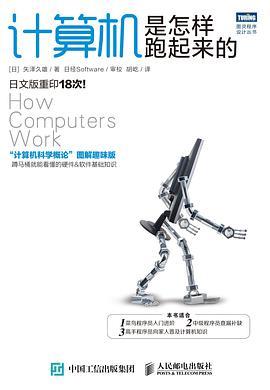 计算机
是怎样
跑起来的
TURING
图灵程序
设计丛书
[日] 矢泽久雄 / 著 日经Software / 审校 胡屹 / 译
日文版重印18次!
How
Computers
Work
“计算机科学概论”图解趣味版
蹲马桶就能看懂的硬件&软件基础知识
本书适合
1菜鸟程序员入门进阶 2中级程序员查漏补缺
3高手程序员向家人普及计算机知识
中国工信出版集团
人民邮电出版社